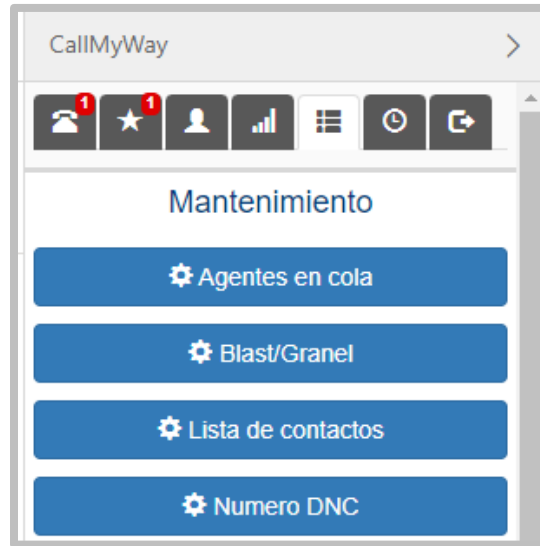 CallMyWay
1 1
Mantenimiento
Agentes en cola
Blast/Granel
Lista de contactos
Numero DNC